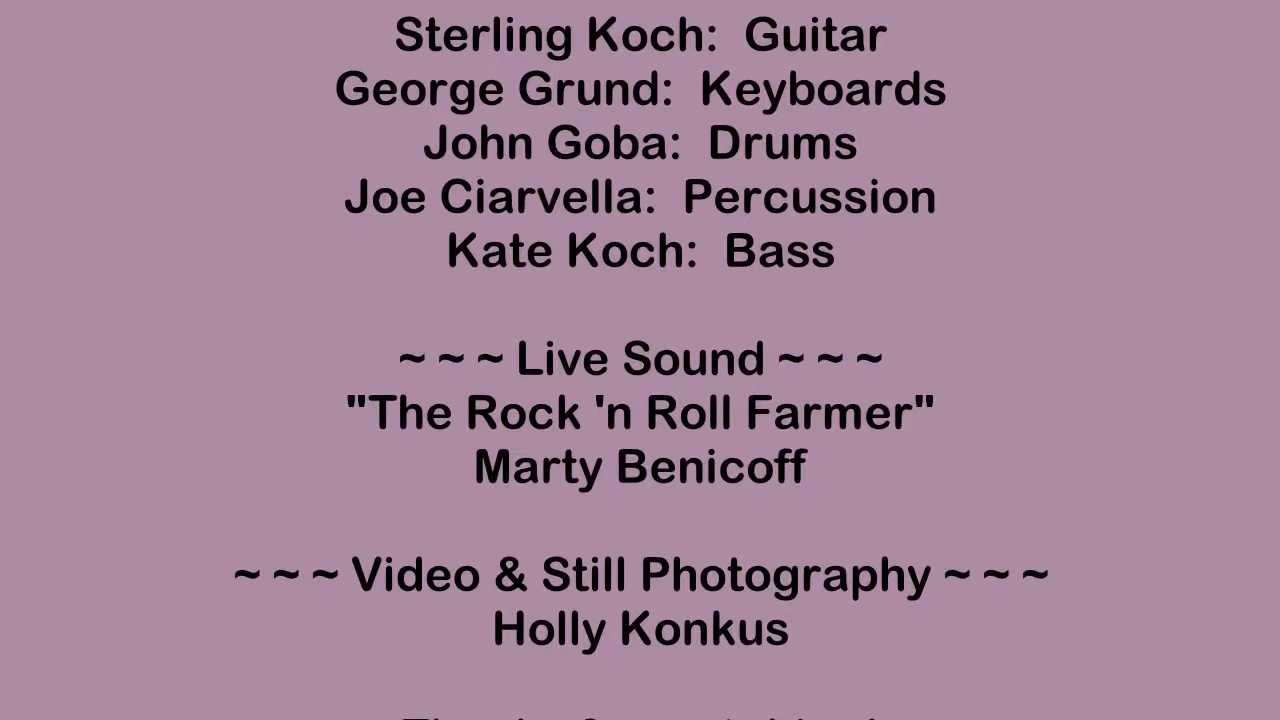 Sterling Koch:  Guitar
George Grund:  Keyboards
John Goba:  Drums
Joe Ciarvella:  Percussion
Kate Koch:  Bass
~ ~ ~ Live Sound ~ ~ ~
"The Rock 'n Roll Farmer"
Marty Benicoff
~ ~ ~ Video & Still Photography ~ ~ ~
Holly Konkus